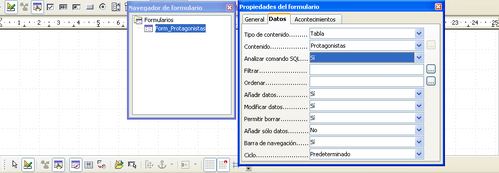 Navegador de formulario
Formularios
Form_Protagonistas
Propiedades del formulario
General Datos Acontecimientos
Tipo de contenido........... Tabla
Contenido..................... Protagonistas
Analizar comando SQL... Sí
Filtrar...........................
Ordenar.......................
Añadir datos................. Sí
Modificar datos............. Sí
Permitir borrar.............. Sí
Añadir sólo datos.......... No
Barra de navegación...... Sí
Ciclo............................. Predeterminado